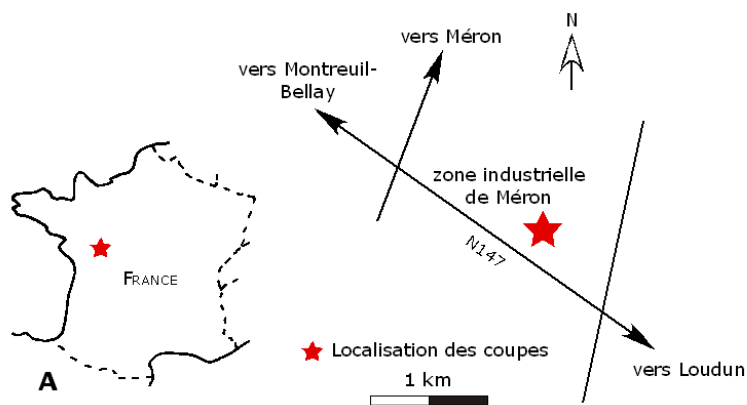 N
vers Méron
vers Montreuil-
Bellay
zone industrielle
de Méron
N147
FRANCE
Localisation des coupes
A
1 km
vers Loudun